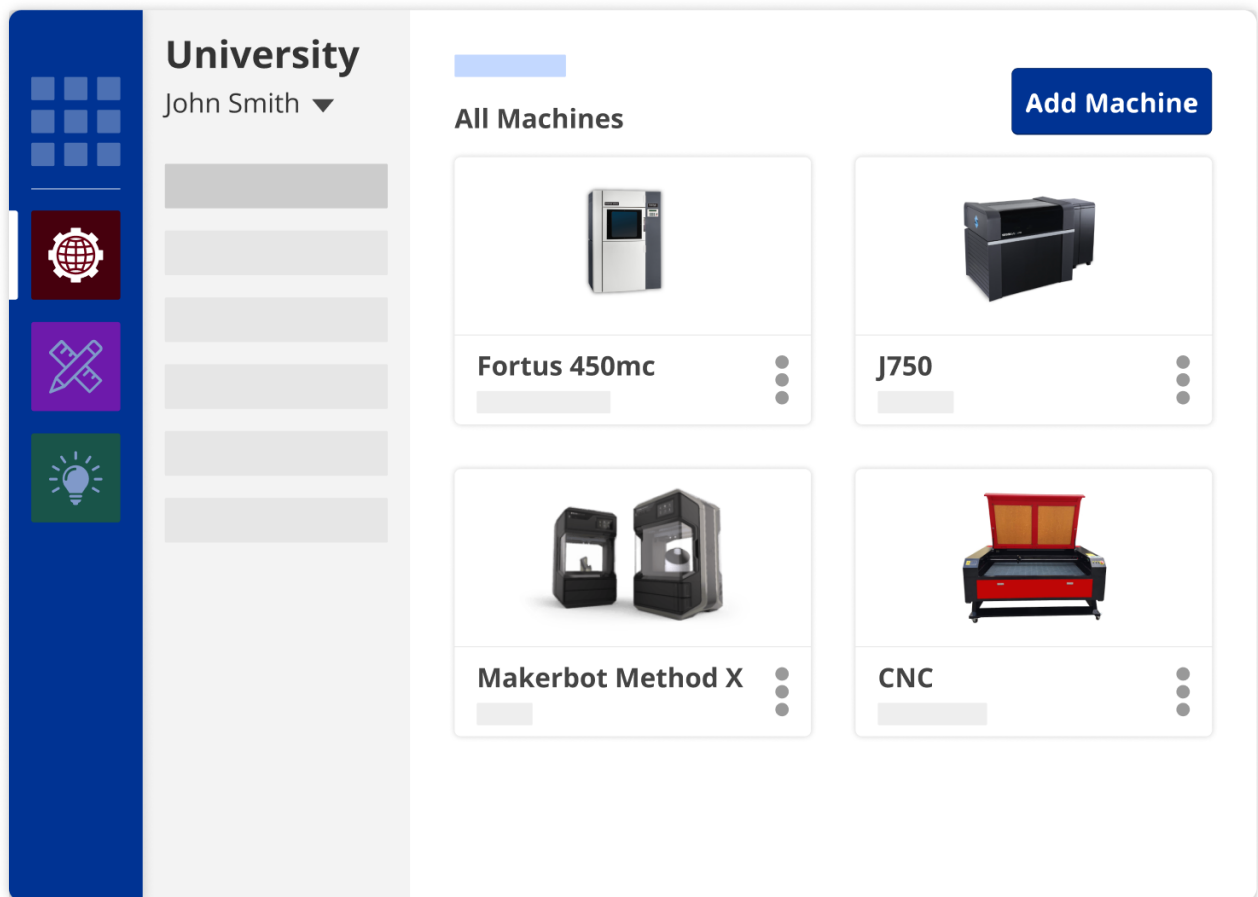 University
John Smith
All Machines
Add Machine
Fortus 450mc
J750
Makerbot Method X
CNC